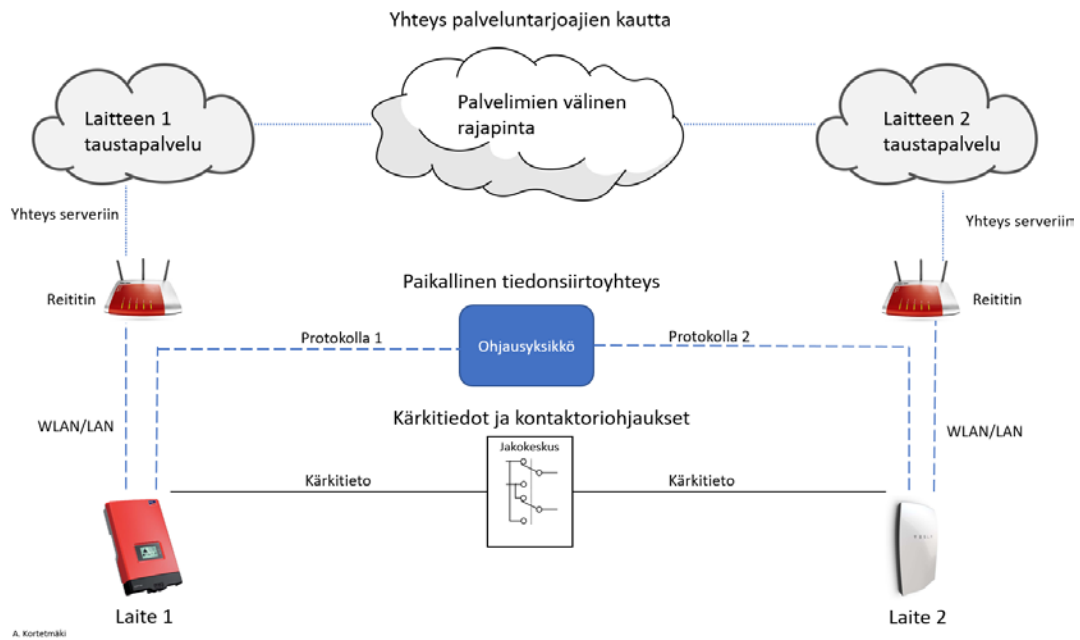 Yhteys palveluntarjoajien kautta
Laitteen 1
taustapalvelu
Palvelimien välinen
rajapinta
Laitteen 2
taustapalvelu
Yhteys serveriin
Yhteys serveriin
Reititin
Paikallinen tiedonsiirtoyhteys
Reititin
Protokolla 1
Ohjausyksikkö
Protokolla 2
WLAN/LAN
Kärkitiedot ja kontaktoriohjaukset
WLAN/LAN
Jakokeskus
Kärkitieto
Kärkitieto
TESLA
Laite 1
Laite 2
A. Kortetmäki